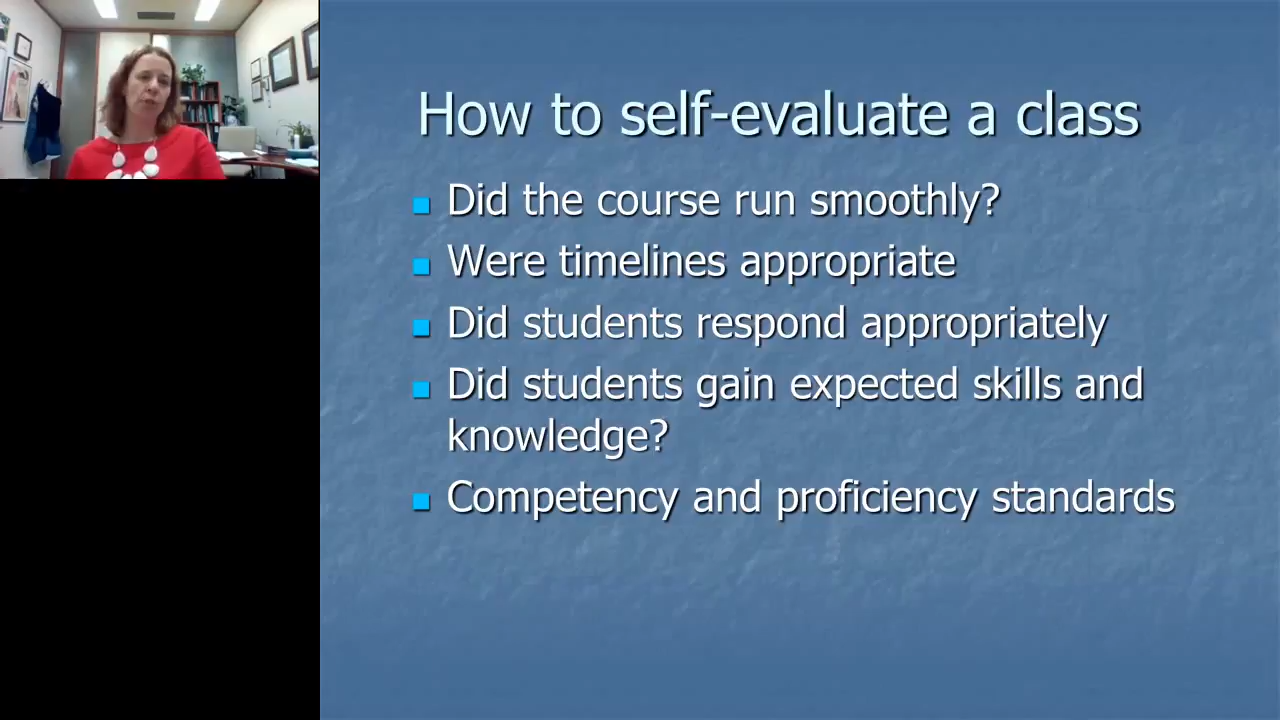 How to self-evaluate a class
Did the course run smoothly?
Were timelines appropriate
Did students respond appropriately
Did students gain expected skills and
knowledge?
Competency and proficiency standards